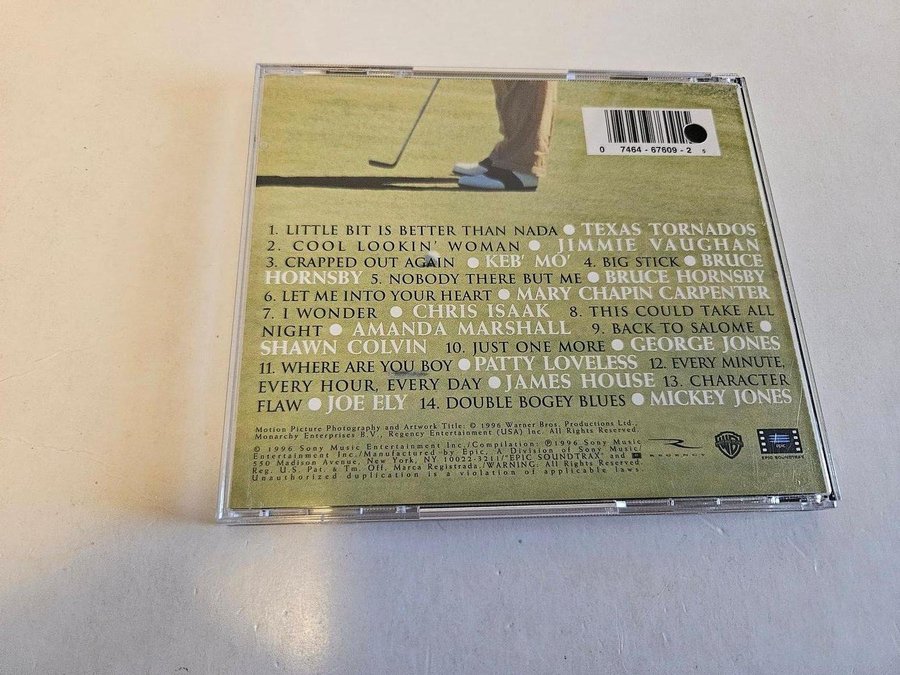 0 7464-67609-2 5
1. LITTLE BIT IS BETTER THAN NADA ● TEXAS TORNADOS
2. COOL LOOKIN' WOMAN ● JIMMIE VAUGHAN
3. CRAPPED OUT AGAIN ● KEB' MO' 4. BIG STICK ● BRUCE
HORNSBY 5. NOBODY THERE BUT ME ● BRUCE HORNSBY
6. LET ME INTO YOUR HEART ● MARY CHAPIN CARPENTER
7. I WONDER ● CHRIS ISAAK 8. THIS COULD TAKE ALL
NIGHT ● AMANDA MARSHALL 9. BACK TO SALOME ●
SHAWN COLVIN 10. JUST ONE MORE ● GEORGE JONES
11. WHERE ARE YOU BOY ● PATTY LOVELESS 12. EVERY MINUTE,
EVERY HOUR, EVERY DAY ● JAMES HOUSE 13. CHARACTER
FLAW ● JOE ELY 14. DOUBLE BOGEY BLUES ● MICKEY JONES
Motion Picture Photography and Artwork Title: © 1996 Warner Bros. Productions Ltd.,
Monarchy Enterprises B.V., Regency Entertainment (USA) Inc. All Rights Reserved.
© 1996 Sony Music Entertainment Inc./Compilation: ℗ 1996 Sony Music
Entertainment Inc./Manufactured by Epic, A Division of Sony Music/
550 Madison Avenue, New York, NY 10022-3211/"EPIC SOUNDTRAX" and
Reg. U.S. Pat. & Tm. Off. Marca Registrada./WARNING: All Rights Reserved.
Unauthorized duplication is a violation of applicable laws.
REGENCY
WB
EPIC
EPIC SOUNDTRAX